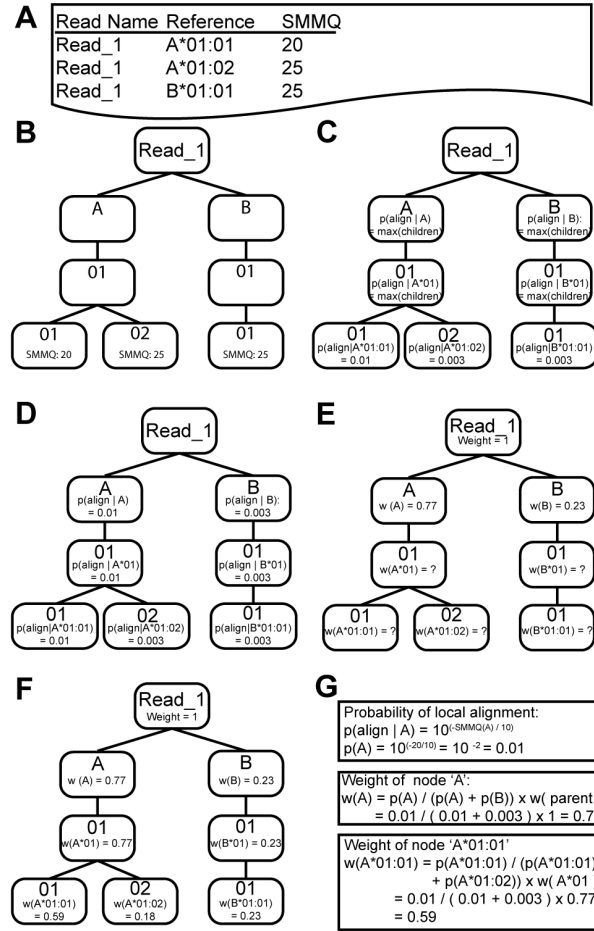 A
Read Name Reference SMMQ
Read_1 A*01:01 20
Read_1 A*01:02 25
Read_1 B*01:01 25
B
Read_1
A B
01 01
01 02 01
SMMQ: 20 SMMQ: 25 SMMQ: 25
C
Read_1
A B
p(align | A) p(align | B):
= max(children) = max(children)
01 01
p(align | A*01) p(align | B*01)
= max(children) = max(children)
01 02 01
p(align|A*01:01) p(align|A*01:02) p(align|B*01:01)
= 0.01 = 0.003 = 0.003
D
Read_1
A B
p(align | A) p(align | B):
= 0.01 = 0.003
01 01
p(align | A*01) p(align | B*01)
= 0.01 = 0.003
01 02 01
p(align|A*01:01) p(align|A*01:02) p(align|B*01:01)
= 0.01 = 0.003 = 0.003
E
Read_1
Weight = 1
A B
w (A) = 0.77 w(B) = 0.23
01 01
w(A*01) = ? w(B*01) = ?
01 02 01
w(A*01:01) = ? w(A*01:02) = ? w(B*01:01) = ?
F
Read_1
Weight = 1
A B
w (A) = 0.77 w(B) = 0.23
01 01
w(A*01) = 0.77 w(B*01) = 0.23
01 02 01
w(A*01:01) w(A*01:02) w(B*01:01)
= 0.59 = 0.18 = 0.23
G
Probability of local alignment:
p(align | A) = 10(-SMMQ(A) / 10)
p(A) = 10(-20/10) = 10 -2 = 0.01
Weight of node ‘A’:
w(A) = p(A) / (p(A) + p(B)) x w( parent
= 0.01 / ( 0.01 + 0.003 ) x 1 = 0.7
Weight of node ‘A*01:01’
w(A*01:01) = p(A*01:01) / (p(A*01:01)
+ p(A*01:02)) x w( A*01
= 0.01 / ( 0.01 + 0.003 ) x 0.77
= 0.59